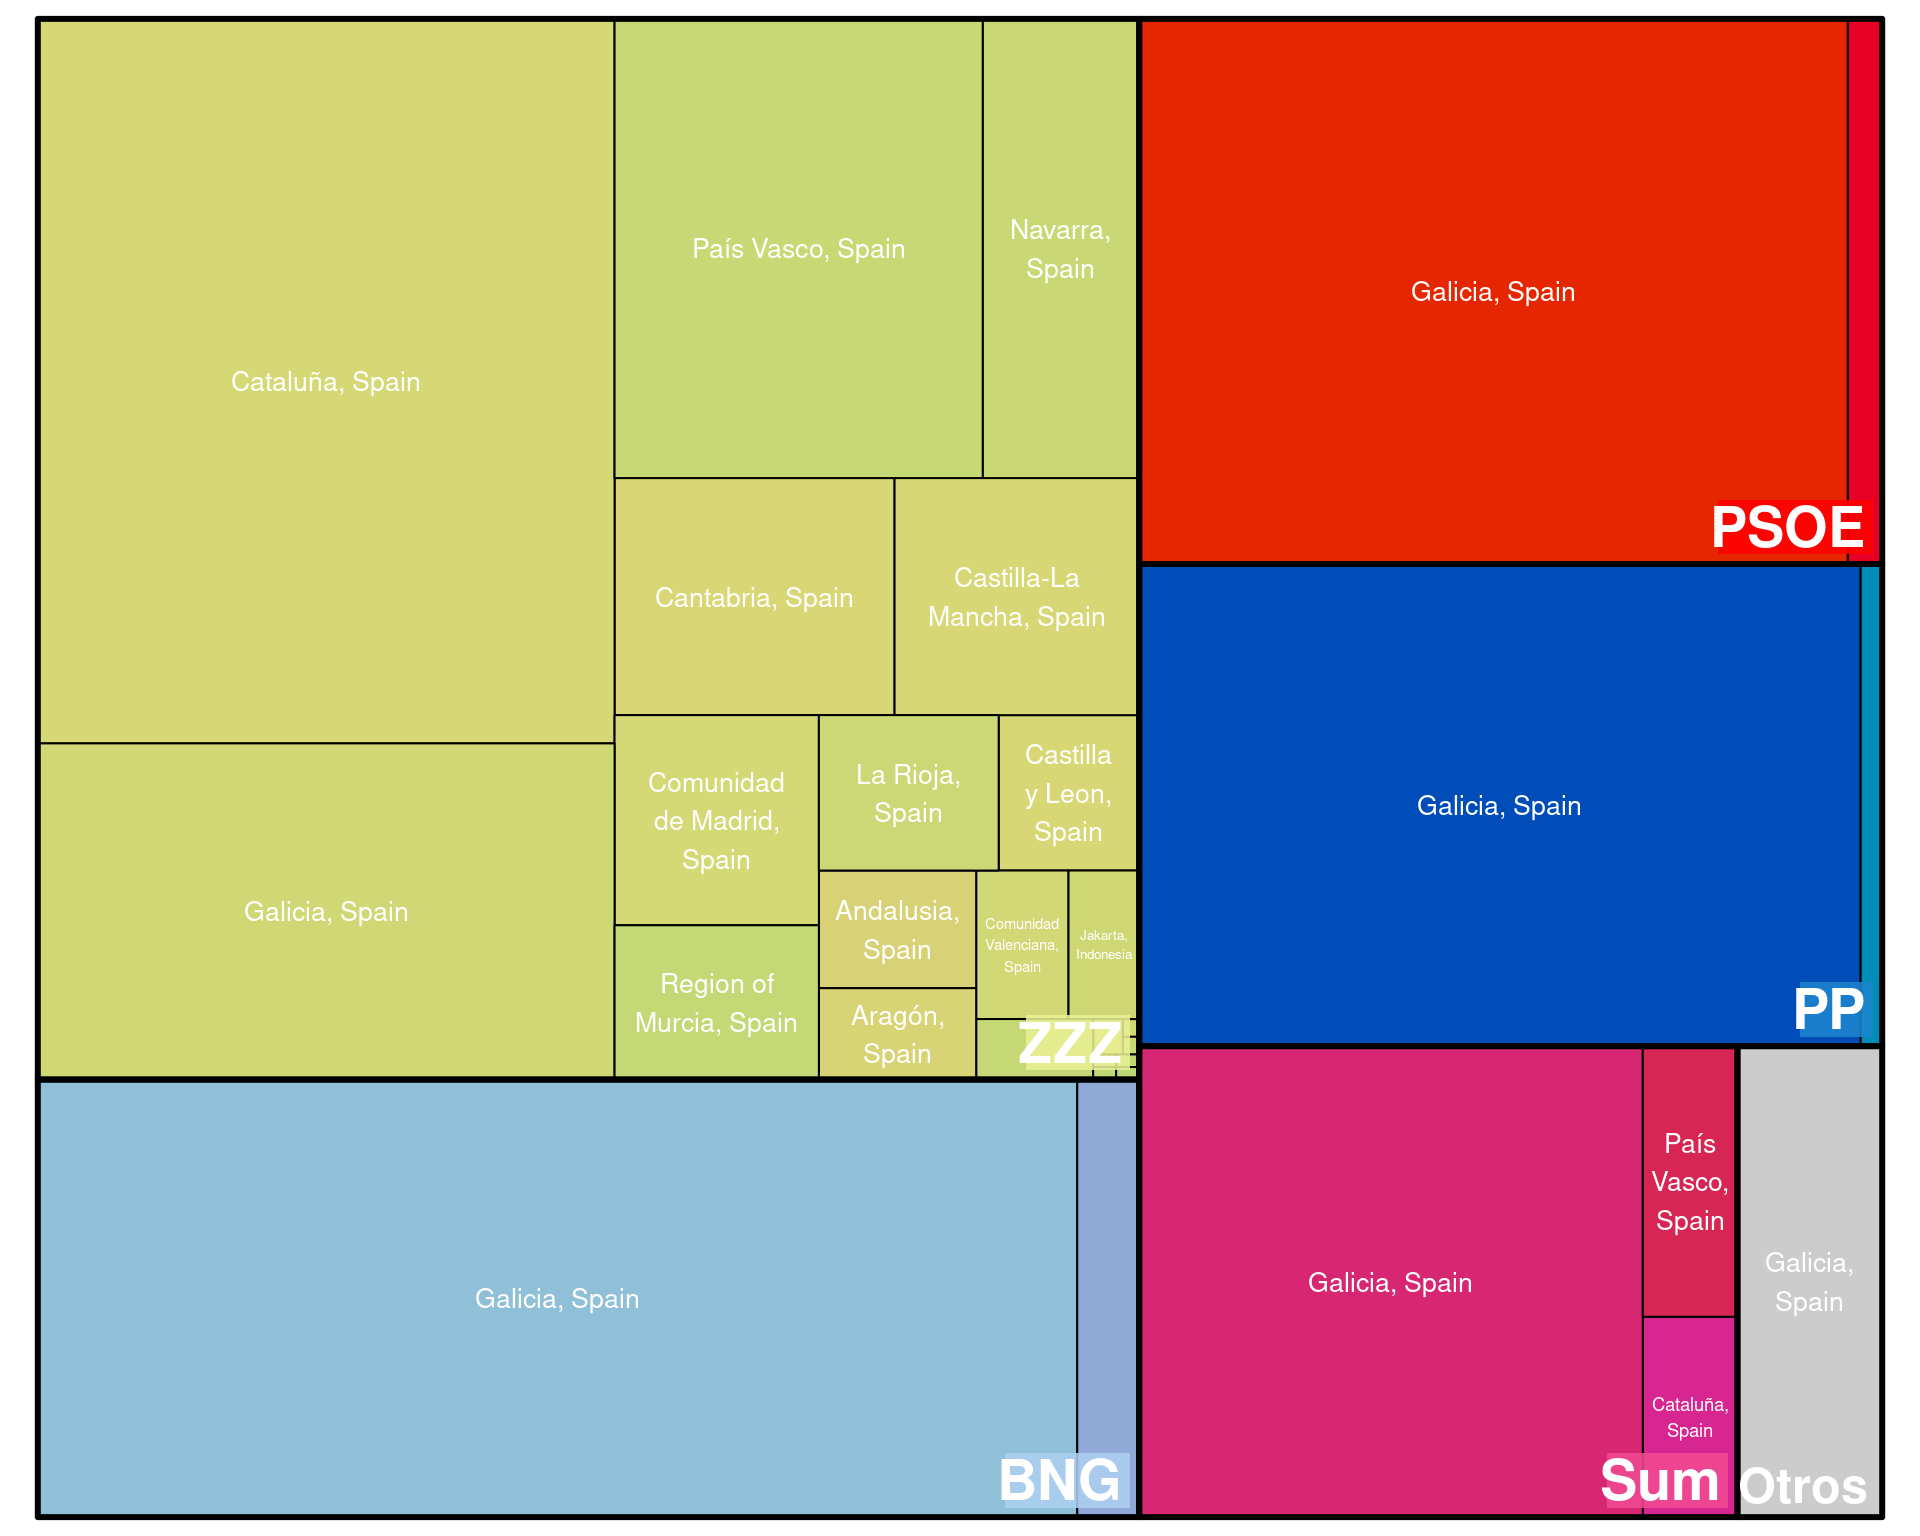 Cataluña, Spain
País Vasco, Spain
Navarra,
Spain
Cantabria, Spain
Castilla-La
Mancha, Spain
Galicia, Spain
Comunidad
de Madrid,
Spain
La Rioja,
Spain
Castilla
y Leon,
Spain
Region of
Murcia, Spain
Andalusia,
Spain
Aragón,
Spain
Comunidad
Valenciana,
Spain
Jakarta,
Indonesia
ZZZ
Galicia, Spain
BNG
Galicia, Spain
PSOE
Galicia, Spain
PP
Galicia, Spain
País
Vasco,
Spain
Cataluña,
Spain
Sum
Galicia,
Spain
Otros